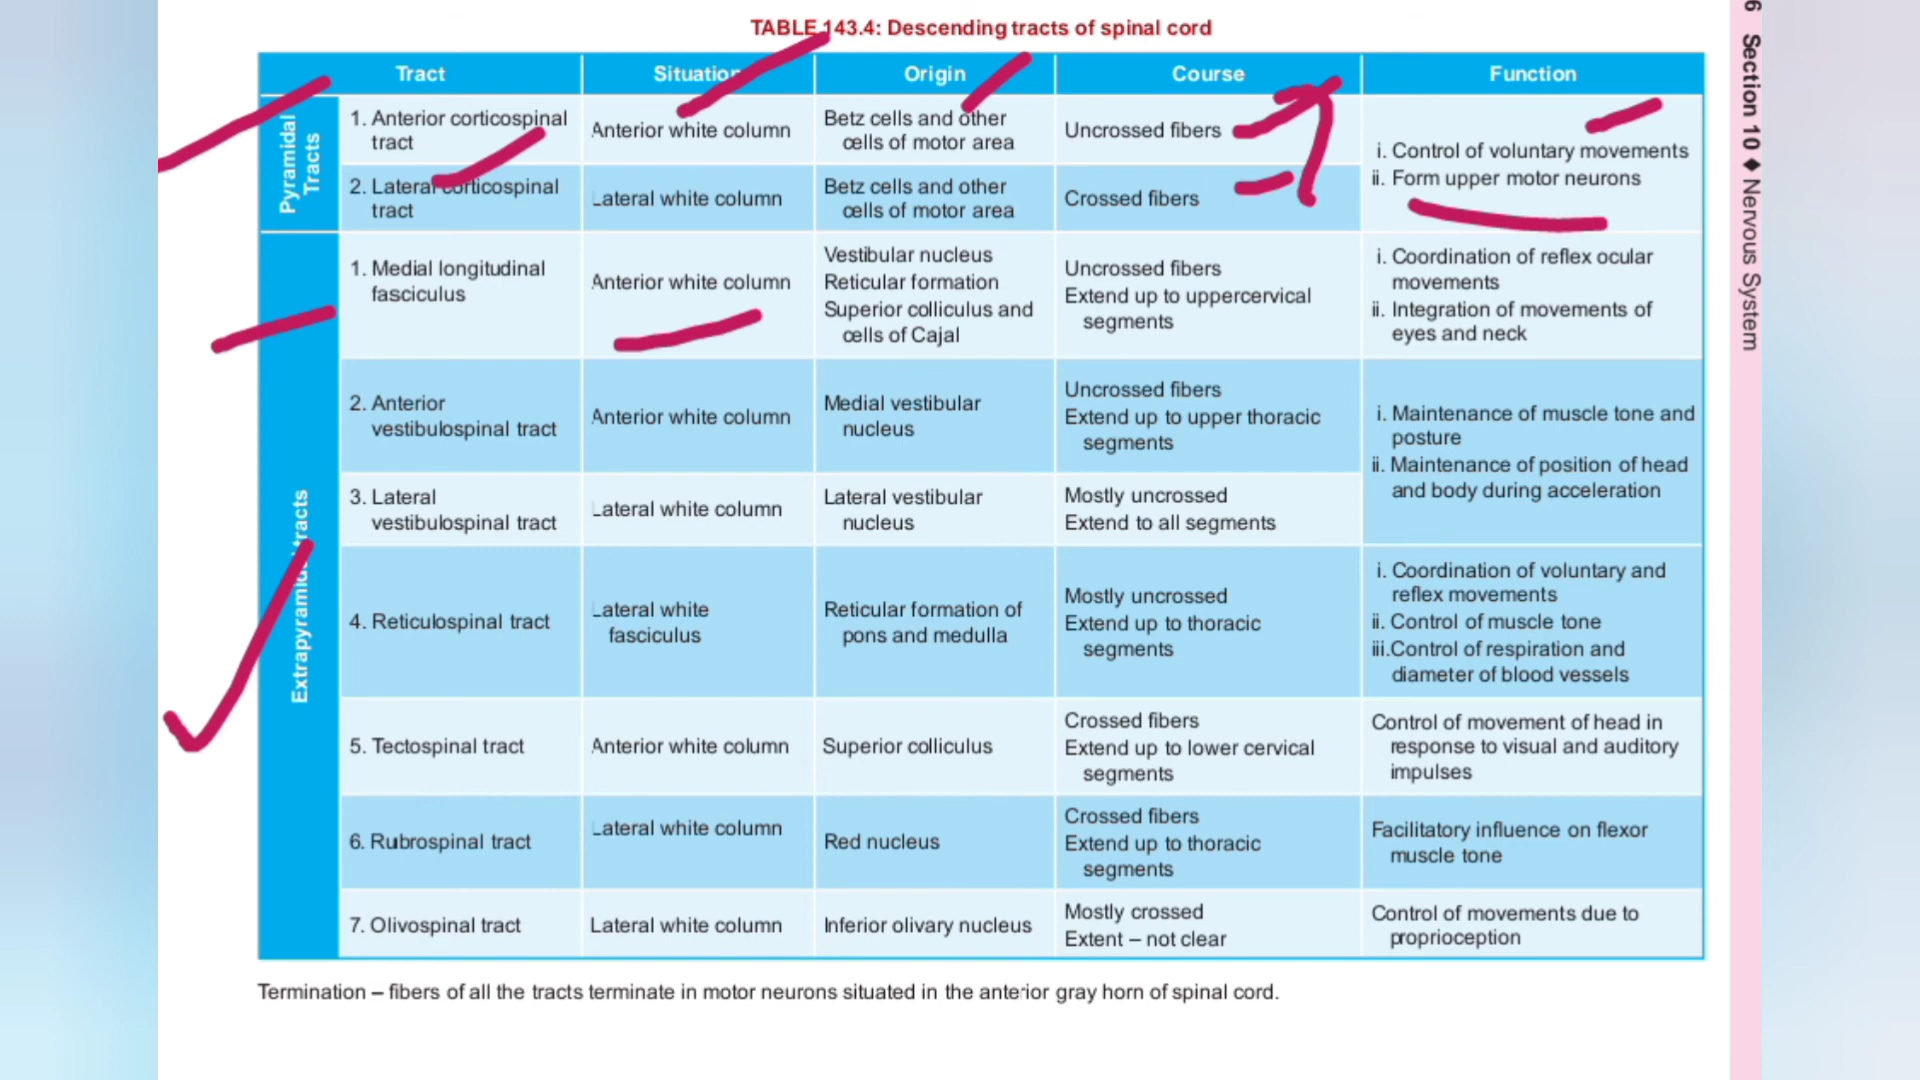 TABLE 143.4: Descending tracts of spinal cord
Tract
Situation
Origin
Course
Function
Pyramidal
Tracts
1. Anterior corticospinal
tract
Anterior white column
Betz cells and other
cells of motor area
Uncrossed fibers
i. Control of voluntary movements
ii. Form upper motor neurons
2. Lateral corticospinal
tract
Lateral white column
Betz cells and other
cells of motor area
Crossed fibers
Extrapyramidal tracts
1. Medial longitudinal
fasciculus
Anterior white column
Vestibular nucleus
Reticular formation
Superior colliculus and
cells of Cajal
Uncrossed fibers
Extend up to uppercervical
segments
i. Coordination of reflex ocular
movements
ii. Integration of movements of
eyes and neck
2. Anterior
vestibulospinal tract
Anterior white column
Medial vestibular
nucleus
Uncrossed fibers
Extend up to upper thoracic
segments
i. Maintenance of muscle tone and
posture
ii. Maintenance of position of head
and body during acceleration
3. Lateral
vestibulospinal tract
Lateral white column
Lateral vestibular
nucleus
Mostly uncrossed
Extend to all segments
4. Reticulospinal tract
Lateral white
fasciculus
Reticular formation of
pons and medulla
Mostly uncrossed
Extend up to thoracic
segments
i. Coordination of voluntary and
reflex movements
ii. Control of muscle tone
iii.Control of respiration and
diameter of blood vessels
5. Tectospinal tract
Anterior white column
Superior colliculus
Crossed fibers
Extend up to lower cervical
segments
Control of movement of head in
response to visual and auditory
impulses
6. Rubrospinal tract
Lateral white column
Red nucleus
Crossed fibers
Extend up to thoracic
segments
Facilitatory influence on flexor
muscle tone
7. Olivospinal tract
Lateral white column
Inferior olivary nucleus
Mostly crossed
Extent – not clear
Control of movements due to
proprioception
Termination – fibers of all the tracts terminate in motor neurons situated in the anterior gray horn of spinal cord.
6 Section 10 ♦ Nervous System